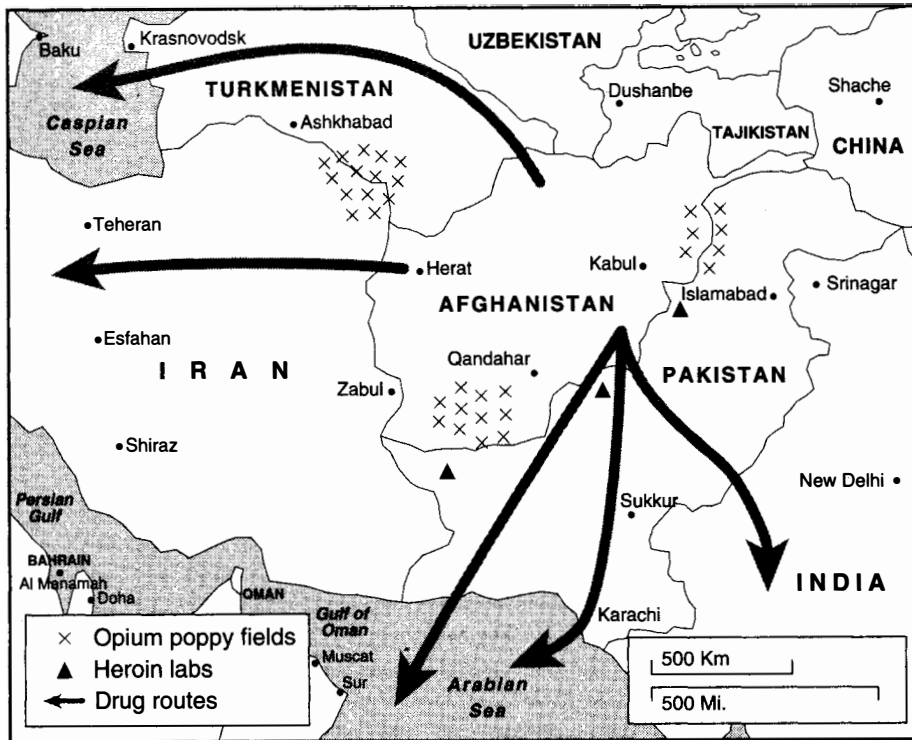 Baku
Krasnovodsk
UZBEKISTAN
TURKMENISTAN
Dushanbe
Shache
Caspian
Sea
Ashkhabad
TAJIKISTAN
CHINA
Teheran
Herat
Kabul
Islamabad
Srinagar
AFGHANISTAN
Esfahan
IRAN
Qandahar
PAKISTAN
Zabul
Shiraz
New Delhi
Persian
Gulf
Sukkur
BAHRAIN
Al Manamah
Doha
OMAN
INDIA
Gulf of
Oman
Karachi
Muscat
Sur
Arabian
Sea
Opium poppy fields
Heroin labs
Drug routes
500 Km
500 Mi.